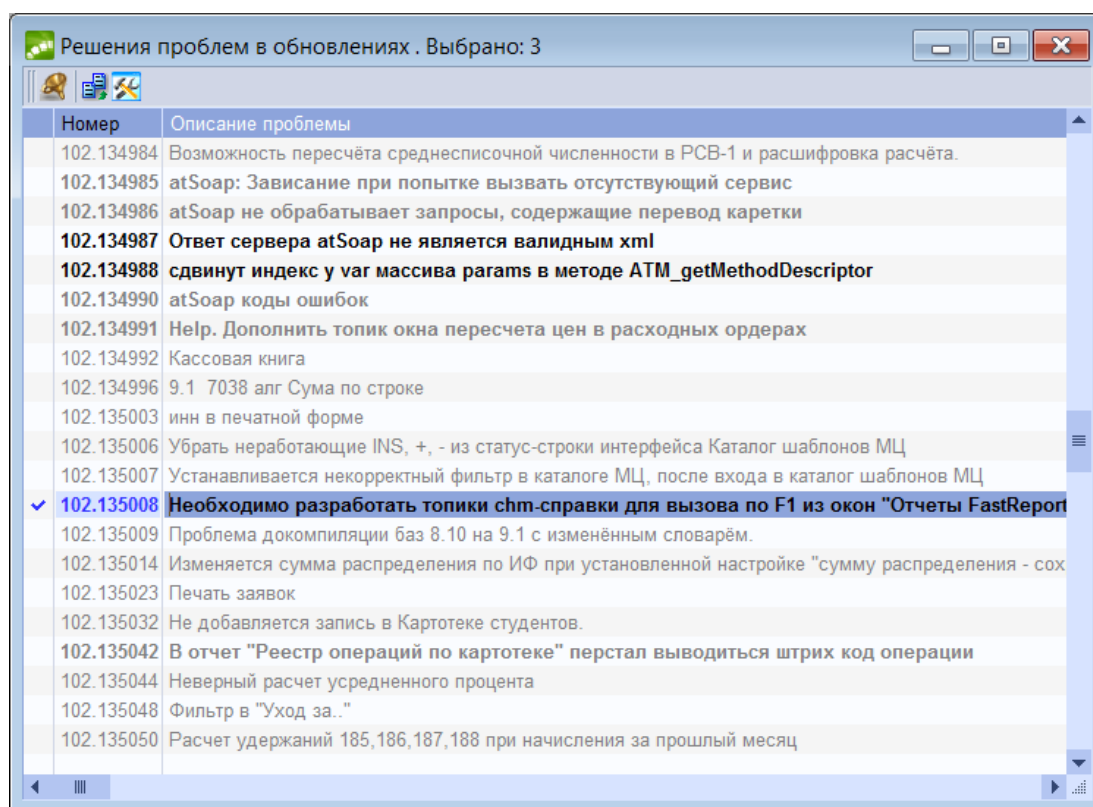 Решения проблем в обновлениях . Выбрано: 3
Номер Описание проблемы
102.134984 Возможность пересчёта среднесписочной численности в РСВ-1 и расшифровка расчёта.
102.134985 atSoap: Зависание при попытке вызвать отсутствующий сервис
102.134986 atSoap не обрабатывает запросы, содержащие перевод каретки
102.134987 Ответ сервера atSoap не является валидным xml
102.134988 сдвинут индекс у var массива params в методе ATM_getMethodDescriptor
102.134990 atSoap коды ошибок
102.134991 Help. Дополнить топик окна пересчета цен в расходных ордерах
102.134992 Кассовая книга
102.134996 9.1 7038 алг Сума по строке
102.135003 инн в печатной форме
102.135006 Убрать неработающие INS, +, - из статус-строки интерфейса Каталог шаблонов МЦ
102.135007 Устанавливается некорректный фильтр в каталоге МЦ, после входа в каталог шаблонов МЦ
102.135008 Необходимо разработать топики chm-справки для вызова по F1 из окон "Отчеты FastReport
102.135009 Проблема докомпиляции баз 8.10 на 9.1 с изменённым словарём.
102.135014 Изменяется сумма распределения по ИФ при установленной настройке "сумму распределения - сох
102.135023 Печать заявок
102.135032 Не добавляется запись в Картотеке студентов.
102.135042 В отчет "Реестр операций по картотеке" перстал выводиться штрих код операции
102.135044 Неверный расчет усредненного процента
102.135048 Фильтр в "Уход за.."
102.135050 Расчет удержаний 185,186,187,188 при начисления за прошлый месяц